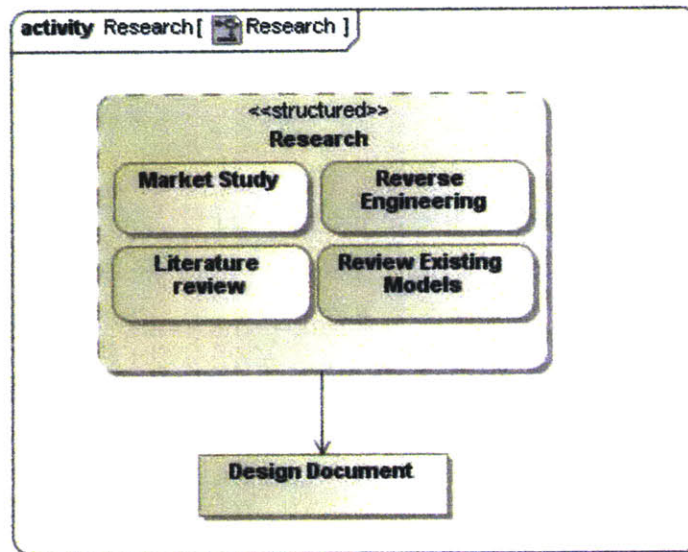 activity Research[ Research ]
<<structured>>
Research
Market Study
Reverse
Engineering
Literature
review
Review Existing
Models
Design Document